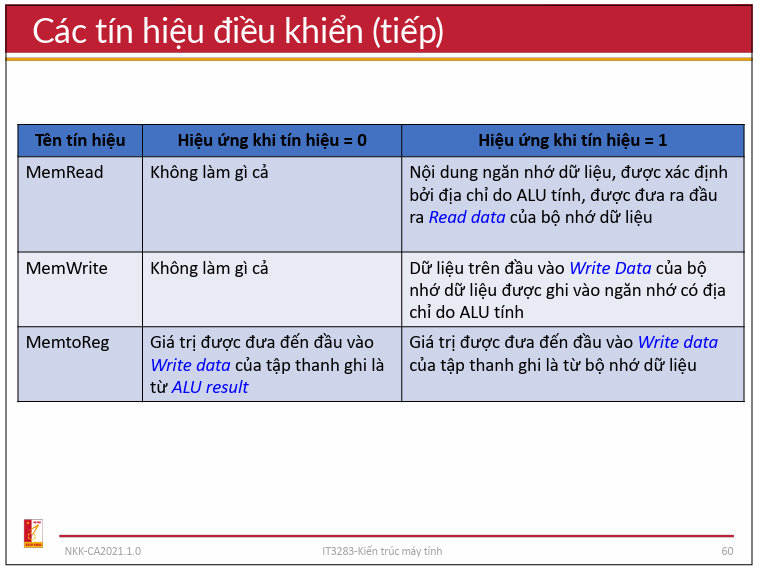 Các tín hiệu điều khiển (tiếp)
Tên tín hiệu Hiệu ứng khi tín hiệu = 0 Hiệu ứng khi tín hiệu = 1
MemRead Không làm gì cả Nội dung ngăn nhớ dữ liệu, được xác định
bởi địa chỉ do ALU tính, được đưa ra đầu
ra Read data của bộ nhớ dữ liệu
MemWrite Không làm gì cả Dữ liệu trên đầu vào Write Data của bộ
nhớ dữ liệu được ghi vào ngăn nhớ có địa
chỉ do ALU tính
MemtoReg Giá trị được đưa đến đầu vào Giá trị được đưa đến đầu vào Write data
Write data của tập thanh ghi là của tập thanh ghi là từ bộ nhớ dữ liệu
từ ALU result
NKK-CA2021.1.0 IT3283-Kiến trúc máy tính 60